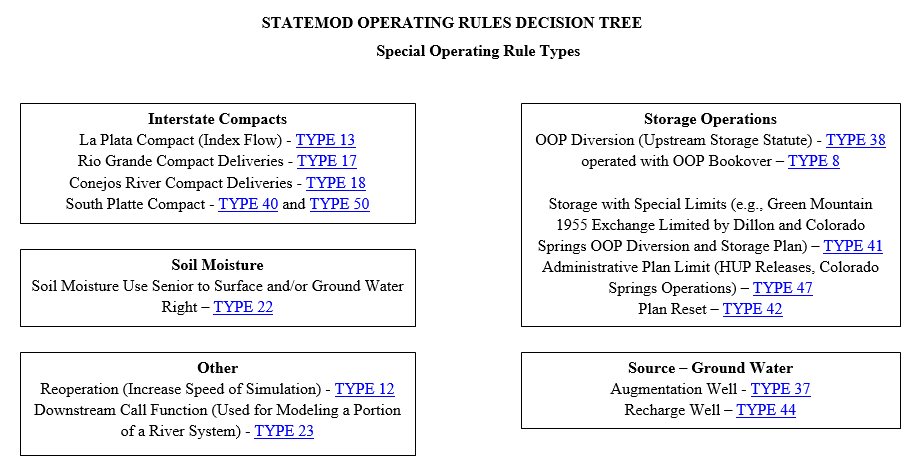 STATEMOD OPERATING RULES DECISION TREE
Special Operating Rule Types
Interstate Compacts
La Plata Compact (Index Flow) - TYPE 13
Rio Grande Compact Deliveries - TYPE 17
Conejos River Compact Deliveries - TYPE 18
South Platte Compact - TYPE 40 and TYPE 50
Soil Moisture
Soil Moisture Use Senior to Surface and/or Ground Water
Right – TYPE 22
Other
Reoperation (Increase Speed of Simulation) - TYPE 12
Downstream Call Function (Used for Modeling a Portion
of a River System) - TYPE 23
Storage Operations
OOP Diversion (Upstream Storage Statute) - TYPE 38
operated with OOP Bookover – TYPE 8
Storage with Special Limits (e.g., Green Mountain
1955 Exchange Limited by Dillon and Colorado
Springs OOP Diversion and Storage Plan) – TYPE 41
Administrative Plan Limit (HUP Releases, Colorado
Springs Operations) – TYPE 47
Plan Reset – TYPE 42
Source – Ground Water
Augmentation Well - TYPE 37
Recharge Well – TYPE 44